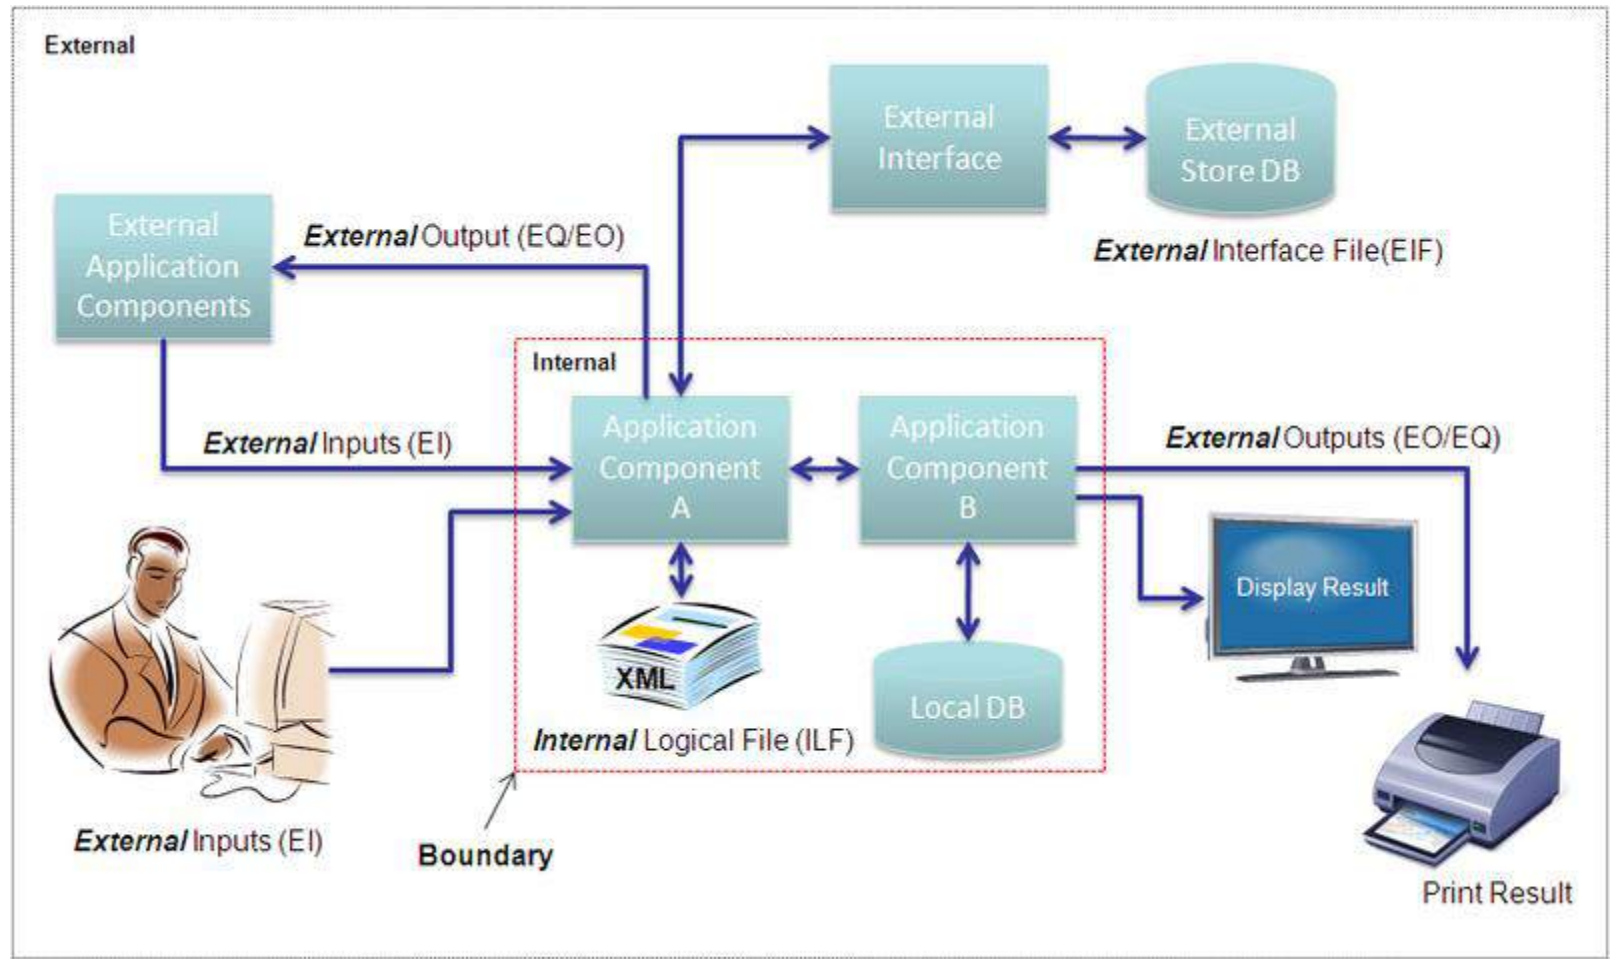 External
External
Interface
External
Store DB
External Interface File(EIF)
External
Application
Components
External Output (EQ/EO)
Internal
External Inputs (EI)
Application
Component
A
Application
Component
B
External Outputs (EO/EQ)
Display Result
XML
Local DB
Internal Logical File (ILF)
External Inputs (EI)
Boundary
Print Result